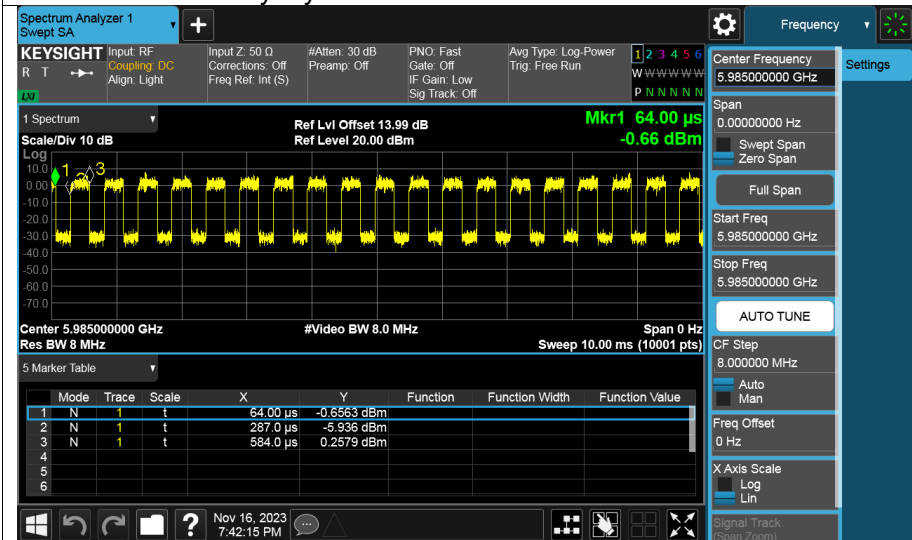 Spectrum Analyzer 1
Swept SA
+
Frequency
KEYSIGHT Input: RF Input Z: 50 Ω #Atten: 30 dB PNO: Fast Avg Type: Log-Power 1 2 3 4 5 6
R T Coupling: DC Corrections: Off Preamp: Off Gate: Off Trig: Free Run W W W W W W
Align: Light Freq Ref: Int (S) IF Gain: Low
LXI Sig Track: Off P N N N N N
1 Spectrum
Ref Lvl Offset 13.99 dB Mkr1 64.00 µs
Scale/Div 10 dB Ref Level 20.00 dBm -0.66 dBm
Log
10.0
0.00
-10.0
-20.0
-30.0
-40.0
-50.0
-60.0
-70.0
1 2 3
Center 5.985000000 GHz #Video BW 8.0 MHz Span 0 Hz
Res BW 8 MHz Sweep 10.00 ms (10001 pts)
5 Marker Table
Mode Trace Scale X Y Function Function Width Function Value
1 N 1 t 64.00 µs -0.6563 dBm
2 N 1 t 287.0 µs -5.936 dBm
3 N 1 t 584.0 µs 0.2579 dBm
4
5
6
?
Nov 16, 2023
7:42:15 PM
Center Frequency
5.985000000 GHz
Settings
Span
0.00000000 Hz
Swept Span
Zero Span
Full Span
Start Freq
5.985000000 GHz
Stop Freq
5.985000000 GHz
AUTO TUNE
CF Step
8.000000 MHz
Auto
Man
Freq Offset
0 Hz
X Axis Scale
Log
Lin
Signal Track
(Span Zoom)